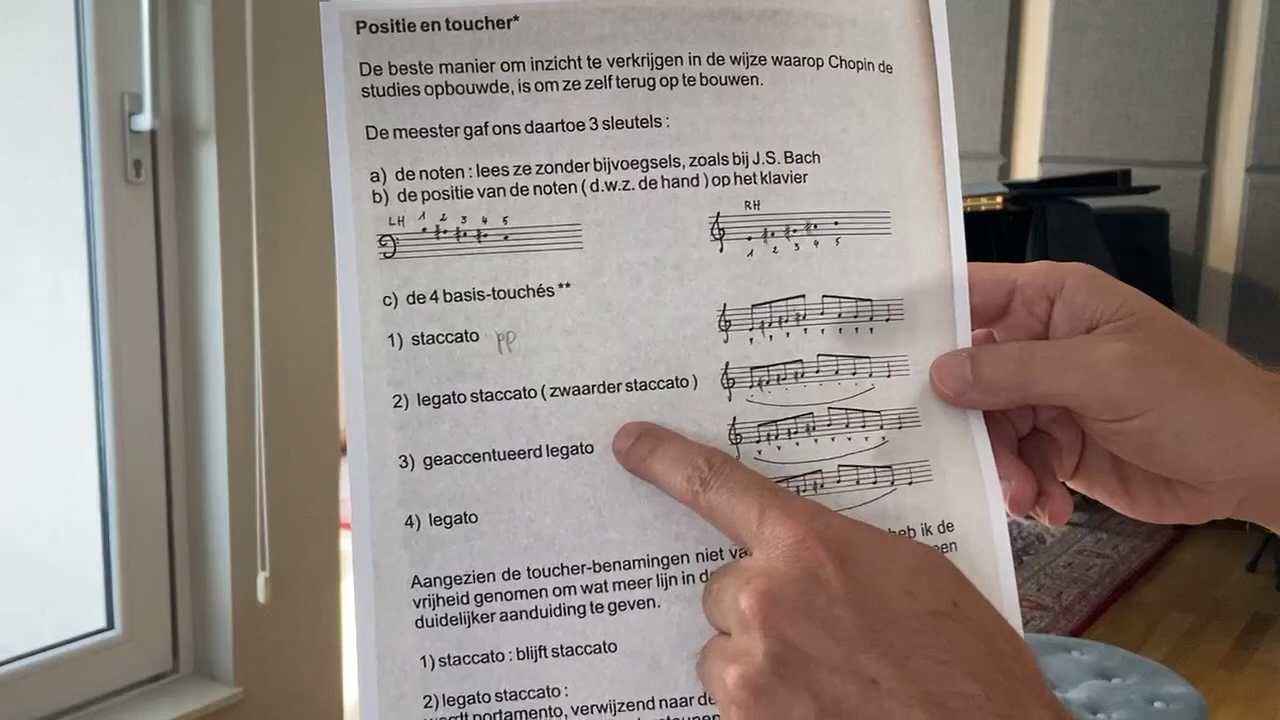 Positie en toucher*
De beste manier om inzicht te verkrijgen in de wijze waarop Chopin de
studies opbouwde, is om ze zelf terug op te bouwen.
De meester gaf ons daartoe 3 sleutels :
a) de noten : lees ze zonder bijvoegsels, zoals bij J.S. Bach
b) de positie van de noten ( d.w.z. de hand ) op het klavier
LH 1 2 3 4 5
RH
1 2 3 4 5
c) de 4 basis-touchés **
1) staccato pp
2) legato staccato ( zwaarder staccato )
3) geaccentueerd legato
4) legato
Aangezien de toucher-benamingen niet heb ik de
vrijheid genomen om wat meer lijn in
duidelijker aanduiding te geven.
1) staccato : blijft staccato
2) legato staccato :
wordt portamento, verwijzend naar